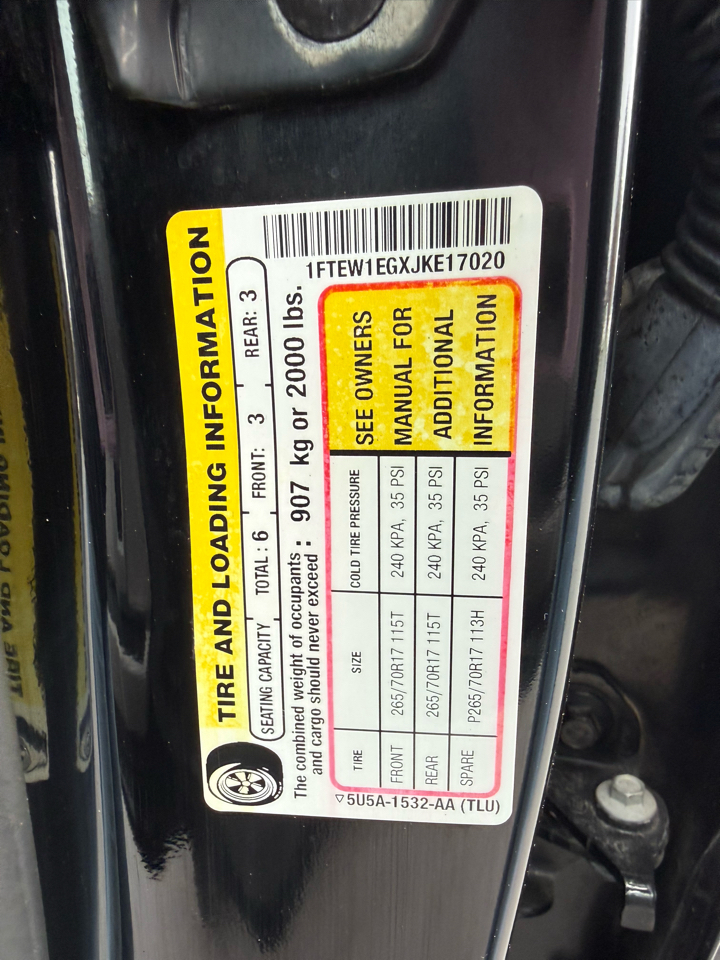 TIRE AND LOADING INFORMATION
SEATING CAPACITY TOTAL: 6 FRONT: 3 REAR: 3
The combined weight of occupants and cargo should never exceed : 907 kg or 2000 lbs.
TIRE SIZE COLD TIRE PRESSURE
FRONT 265/70R17 115T 240 KPA, 35 PSI
REAR 265/70R17 115T 240 KPA, 35 PSI
SPARE P265/70R17 113H 240 KPA, 35 PSI
SEE OWNERS
MANUAL FOR
ADDITIONAL
INFORMATION
5U5A-1532-AA (TLU)
1FTEW1EGXJKE17020